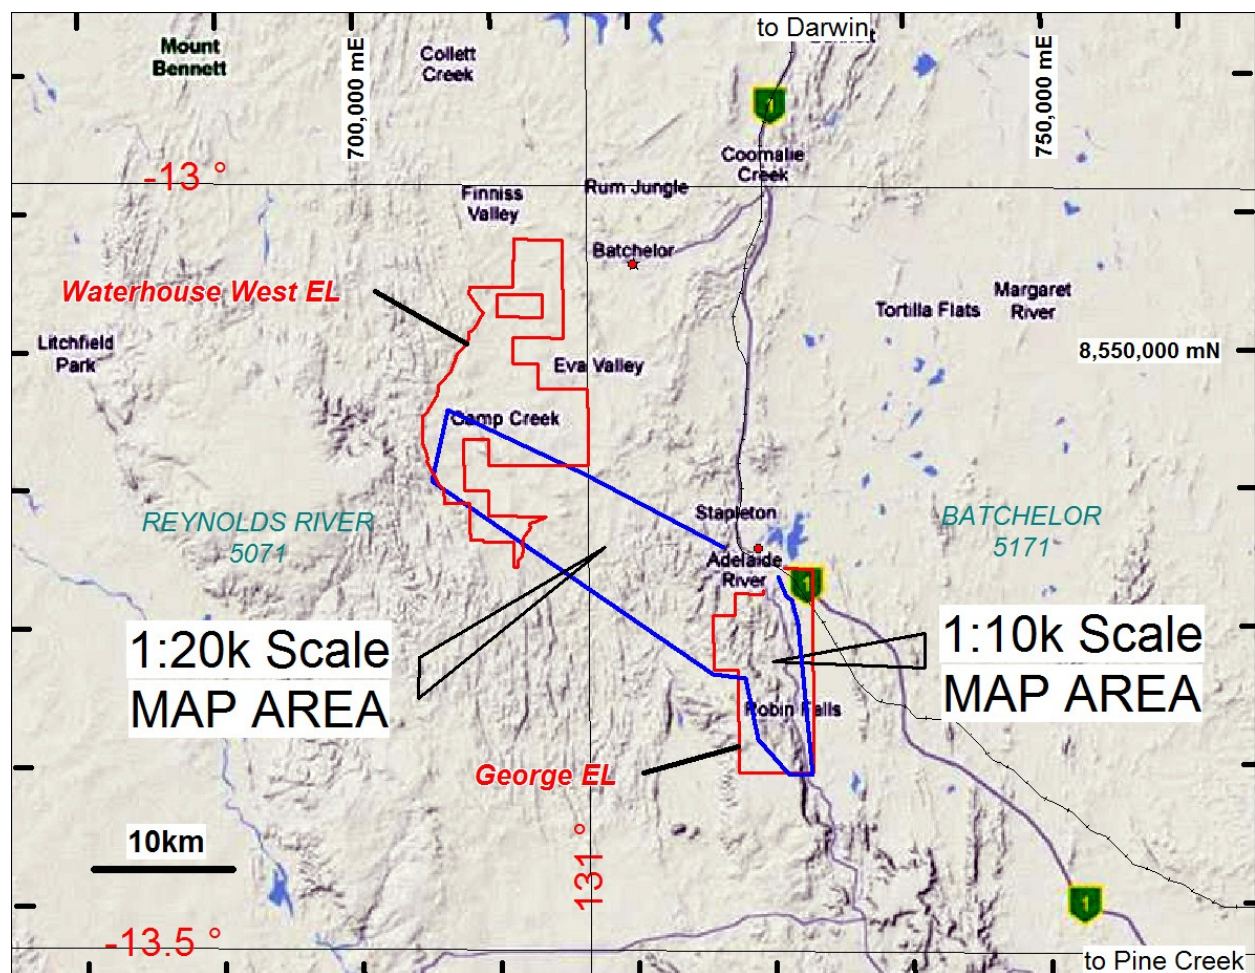 to Darwin
Mount
Bennett
Collett
Creek
700,000 mE
750,000 mE
1
Coomalie
Creek
-13 °
Finniss
Valley
Rum Jungle
Batchelor
Waterhouse West EL
Tortilla Flats
Margaret
River
Litchfield
Park
8,550,000 mN
Eva Valley
Camp Creek
REYNOLDS RIVER
5071
Stapleton
BATCHELOR
5171
Adelaide
River
1
1:20k Scale
MAP AREA
1:10k Scale
MAP AREA
Robin Falls
George EL
10km
131 °
1
-13.5 °
to Pine Creek